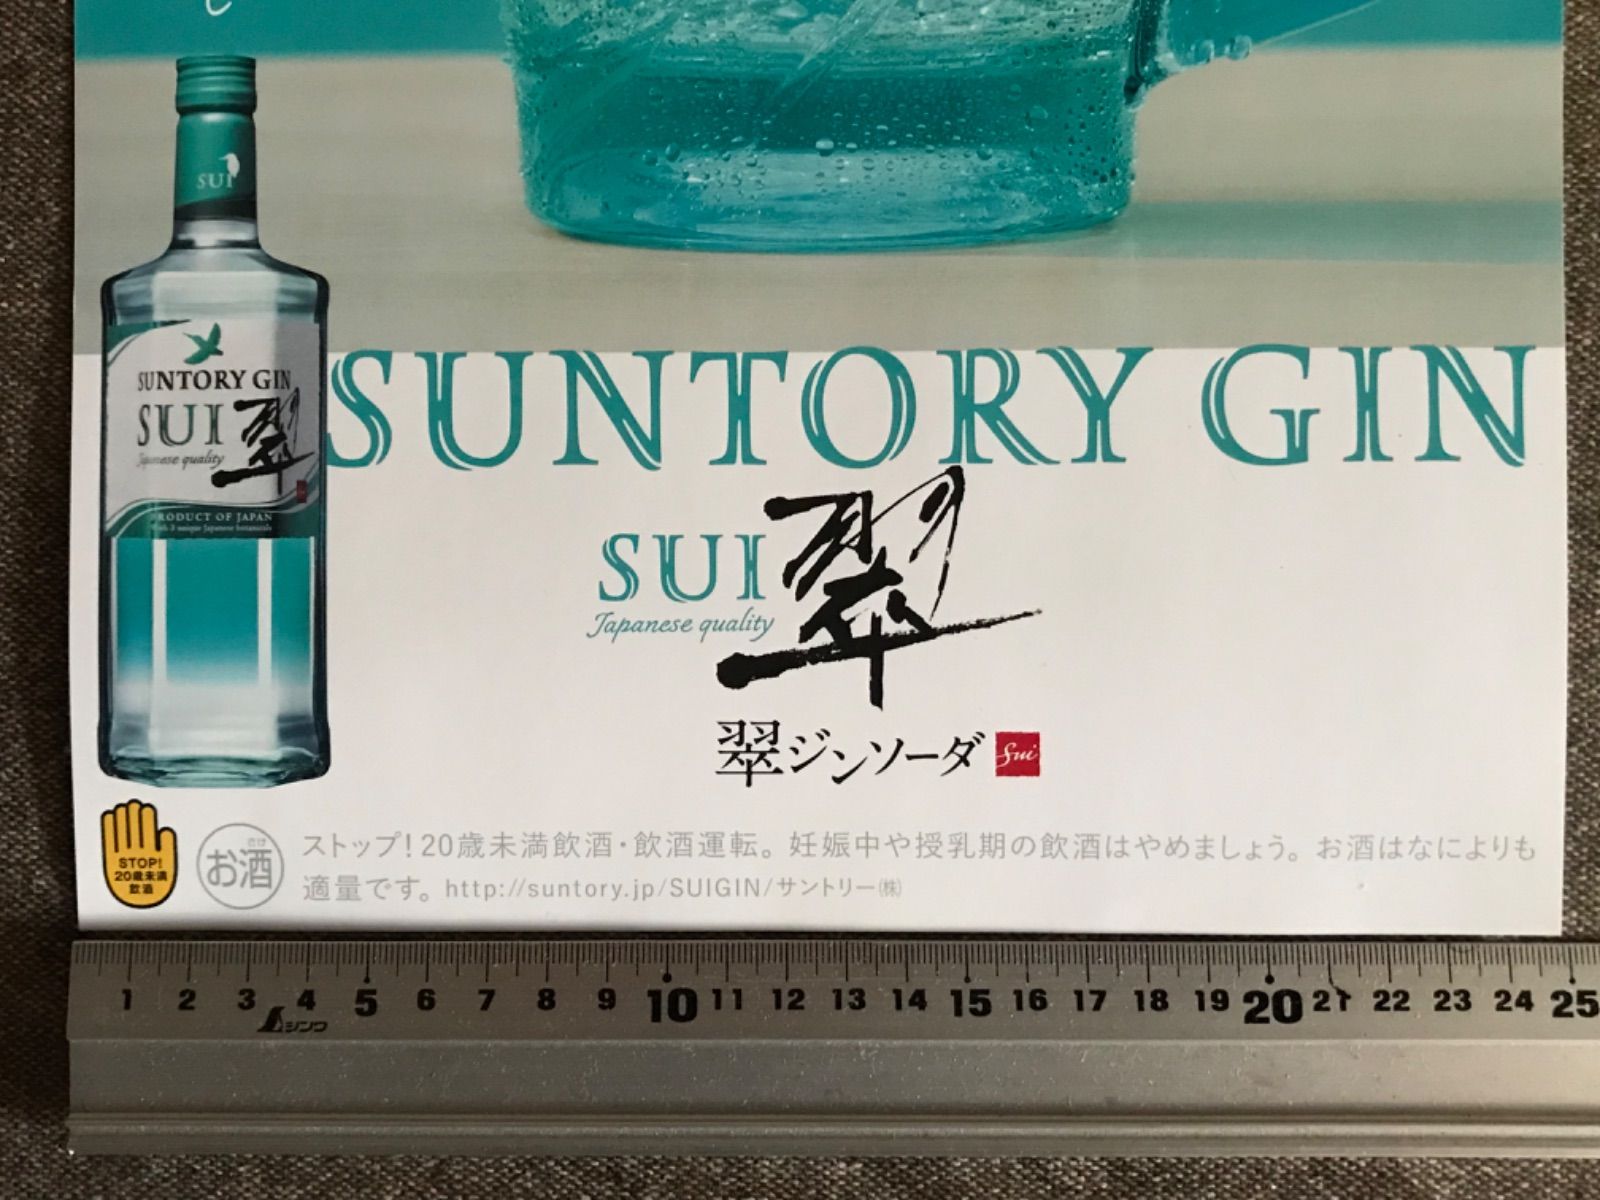 し
SUI
SUNTORY GIN
SUI 翠
Japanese quality
PRODUCT OF JAPAN
SUNTORY GIN
SUI 翠
Japanese quality
翠ジンソーダ Sui
STOP!
20歳未満
飲酒
お酒
ストップ!20歳未満飲酒・飲酒運転。妊娠中や授乳期の飲酒はやめましょう。お酒はなによりも
適量です。http://suntory.jp/SUIGIN/サントリー㈱
1 2 3 4 5 6 7 8 9 10 11 12 13 14 15 16 17 18 19 20 21 22 23 24 25
シンワ